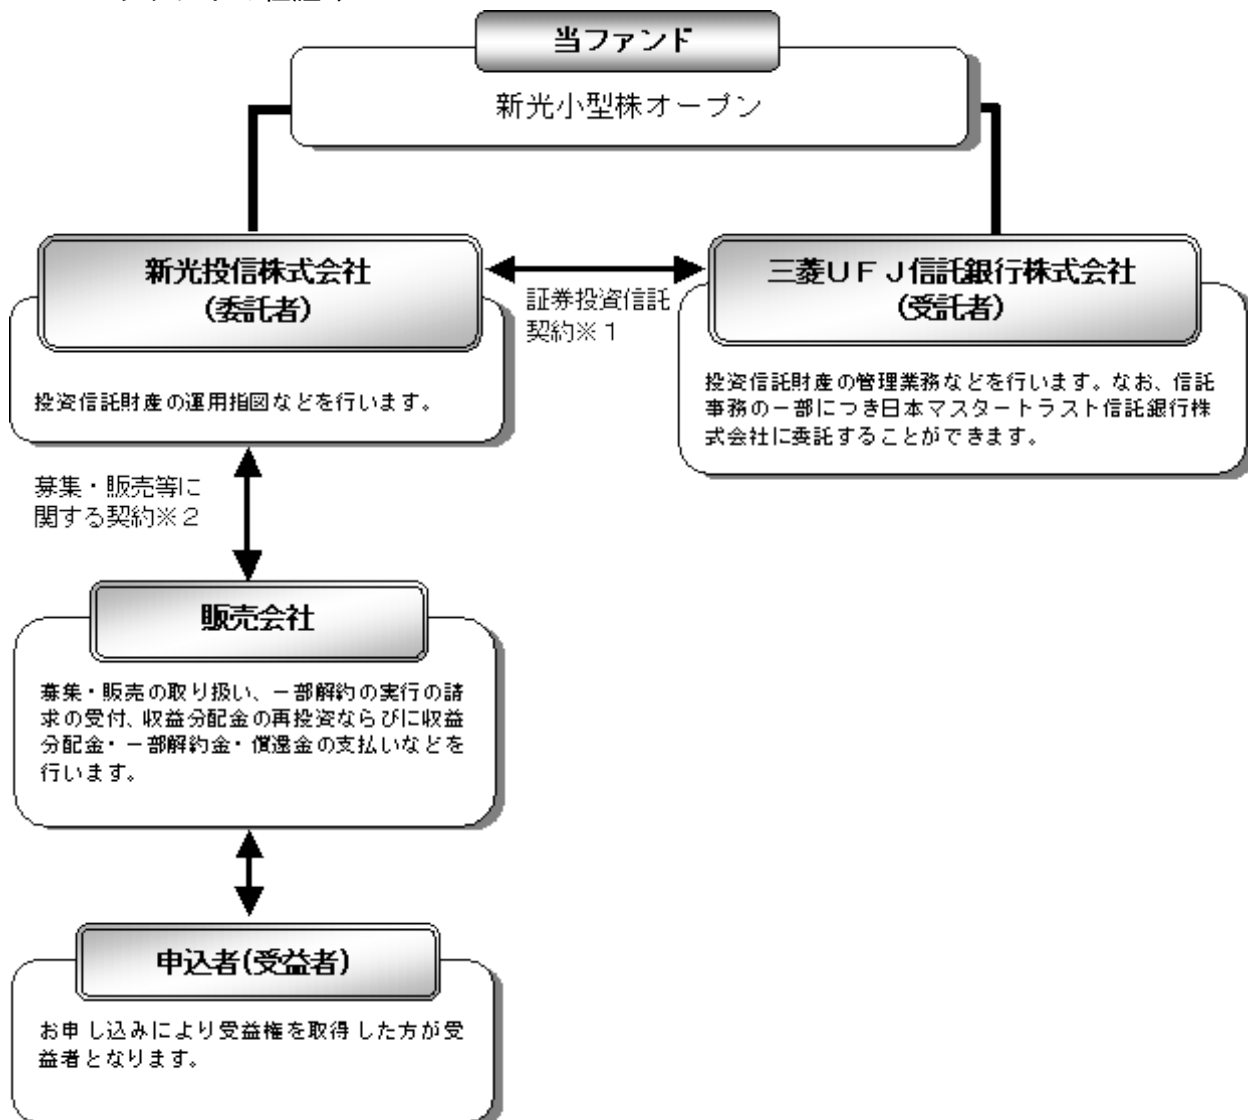 当ファンド
新光小型株オープン
新光投信株式会社
(委託者)
投資信託財産の運用指図などを行います。
証券投資信託
契約※１
三菱ＵＦＪ信託銀行株式会社
(受託者)
投資信託財産の管理業務などを行います。なお、信託
事務の一部につき日本マスタートラスト信託銀行株
式会社に委託することができます。
募集・販売等に
関する契約※２
販売会社
募集・販売の取り扱い、一部解約の実行の請
求の受付、収益分配金の再投資ならびに収益
分配金・一部解約金・償還金の支払いなどを
行います。
申込者(受益者)
お申し込みにより受益権を取得した方が受
益者となります。